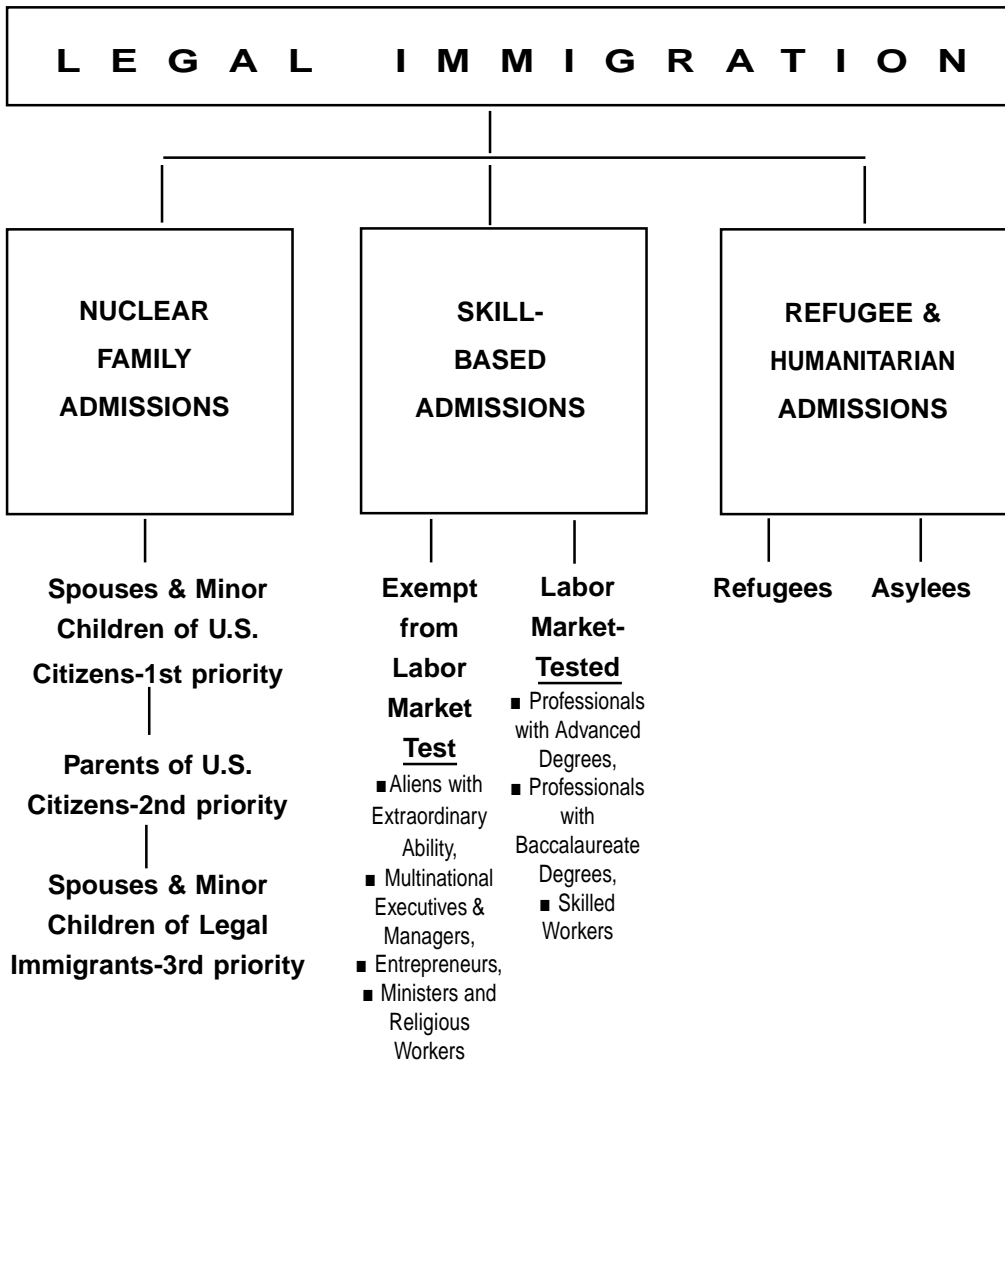 LEGAL IMMIGRATION
NUCLEAR
FAMILY
ADMISSIONS
Spouses & Minor
Children of U.S.
Citizens-1st priority
Parents of U.S.
Citizens-2nd priority
Spouses & Minor
Children of Legal
Immigrants-3rd priority
SKILL-
BASED
ADMISSIONS
Exempt
from
Labor
Market
Test
■ Aliens with
Extraordinary
Ability,
■ Multinational
Executives &
Managers,
■ Entrepreneurs,
■ Ministers and
Religious
Workers
Labor
Market-
Tested
■ Professionals
with Advanced
Degrees,
■ Professionals
with
Baccalaureate
Degrees,
■ Skilled
Workers
REFUGEE &
HUMANITARIAN
ADMISSIONS
Refugees
Asylees